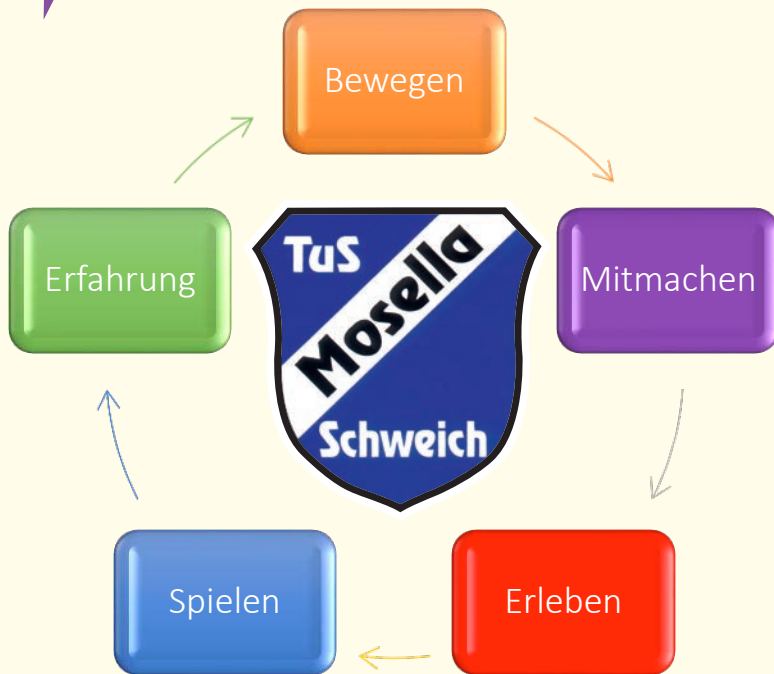 Bewegen
Erfahrung
TuS
Mosella
Schweich
Mitmachen
Spielen
Erleben